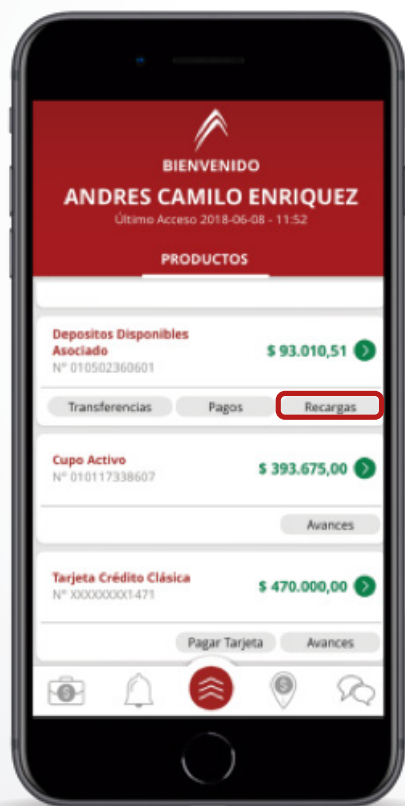 BIENVENIDO
ANDRES CAMILO ENRIQUEZ
Último Acceso 2018-06-08 - 11:52
PRODUCTOS
Depositos Disponibles
Asociado
$ 93.010,51
N° 010502360601
Transferencias Pagos Recargas
Cupo Activo
$ 393.675,00
N° 010117338607
Avances
Tarjeta Crédito Clásica
$ 470.000,00
N° XXXXXXXX1471
Pagar Tarjeta Avances